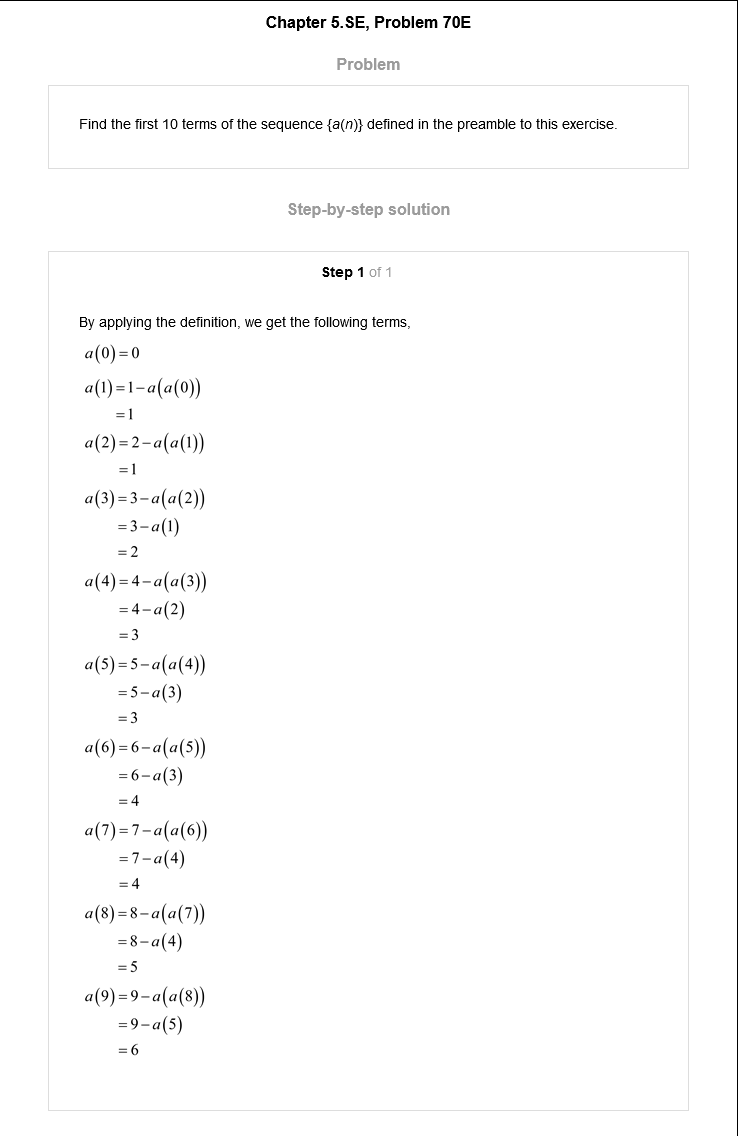 Chapter 5.SE, Problem 70E
Problem
Find the first 10 terms of the sequence {a(n)} defined in the preamble to this exercise.
Step-by-step solution
Step 1 of 1
By applying the definition, we get the following terms,
a(0)=0
a(1)=1−a(a(0))
=1
a(2)=2−a(a(1))
=1
a(3)=3−a(a(2))
=3−a(1)
=2
a(4)=4−a(a(3))
=4−a(2)
=3
a(5)=5−a(a(4))
=5−a(3)
=3
a(6)=6−a(a(5))
=6−a(3)
=4
a(7)=7−a(a(6))
=7−a(4)
=4
a(8)=8−a(a(7))
=8−a(4)
=5
a(9)=9−a(a(8))
=9−a(5)
=6